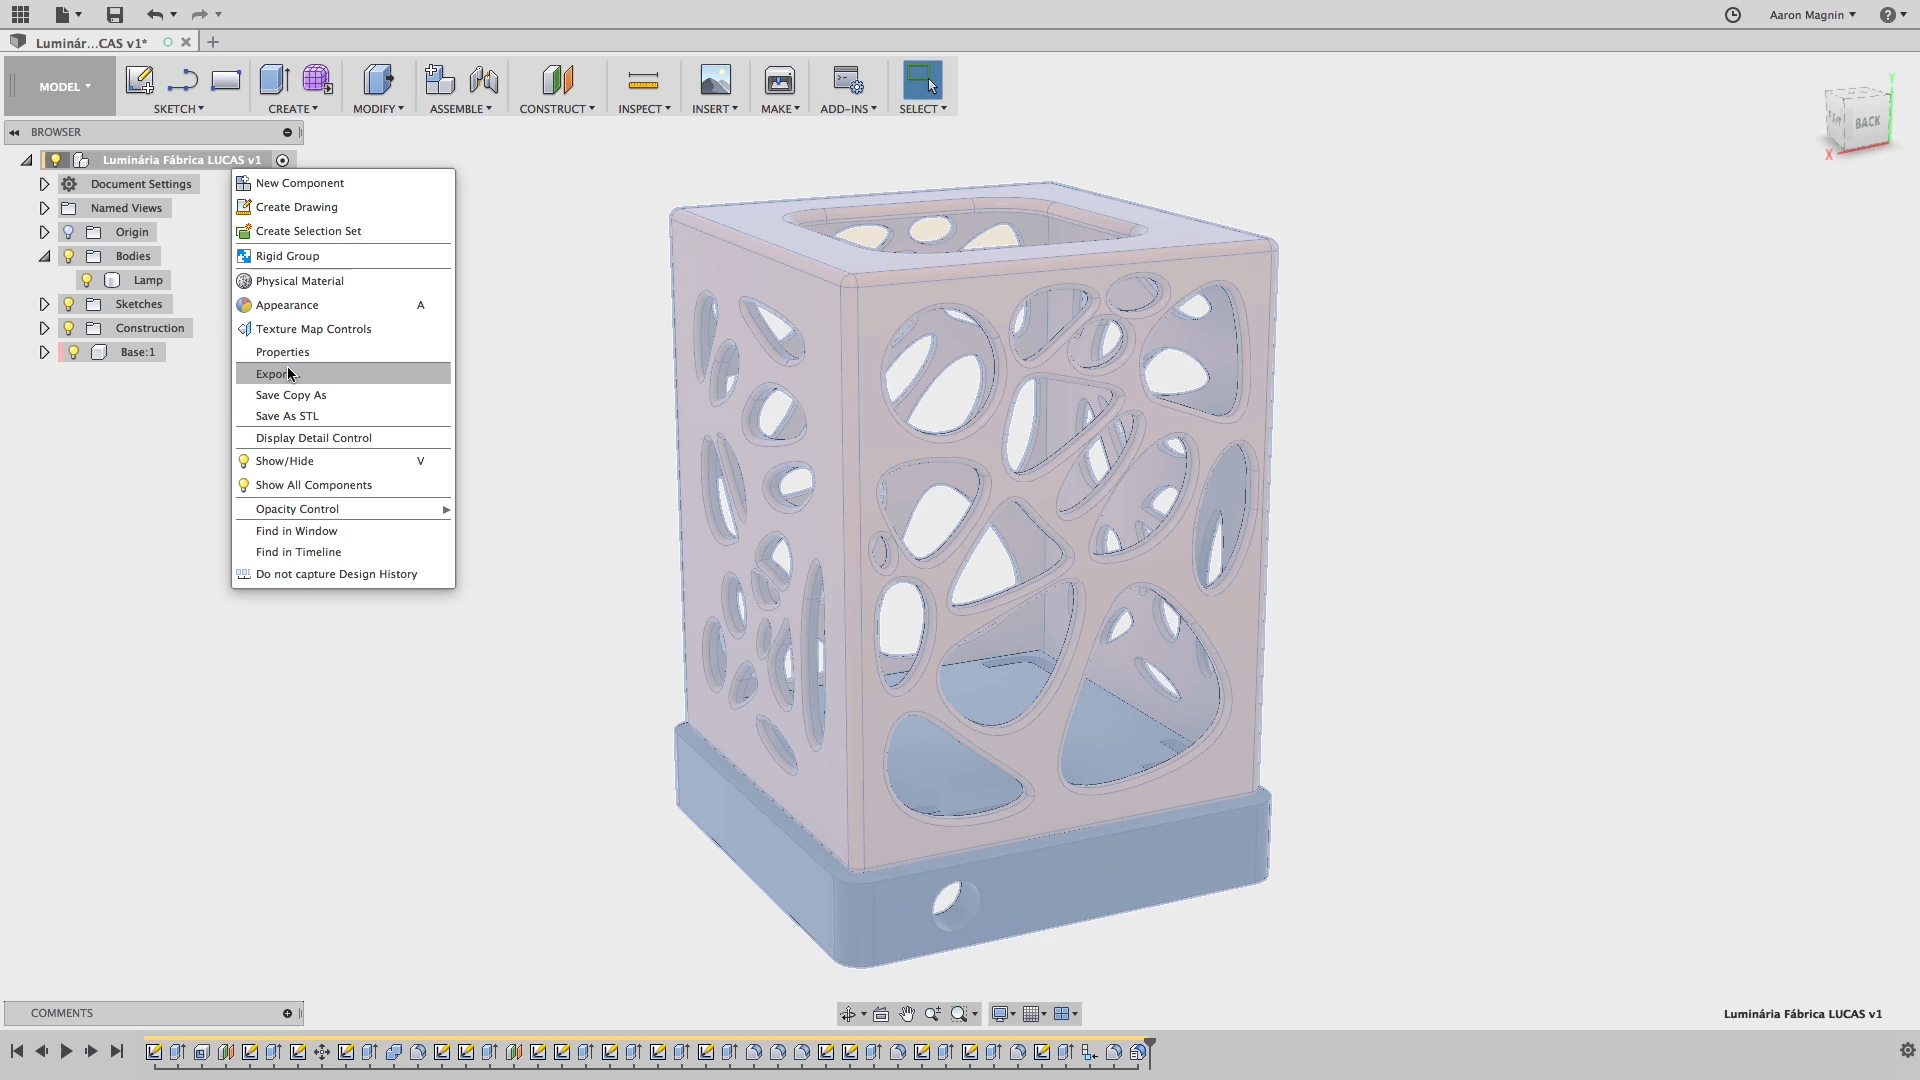 Aaron Magnin
?
Luminár...CAS v1*
MODEL
SKETCH
CREATE
MODIFY
ASSEMBLE
CONSTRUCT
INSPECT
INSERT
MAKE
ADD-INS
SELECT
Y
BACK
X
BROWSER
Luminária Fábrica LUCAS v1
Document Settings
Named Views
Origin
Bodies
Lamp
Sketches
Construction
Base:1
New Component
Create Drawing
Create Selection Set
Rigid Group
Physical Material
Appearance A
Texture Map Controls
Properties
Save Copy As
Save As STL
Display Detail Control
Show/Hide V
Show All Components
Opacity Control
Find in Window
Find in Timeline
Do not capture Design History
COMMENTS
Luminária Fábrica LUCAS v1